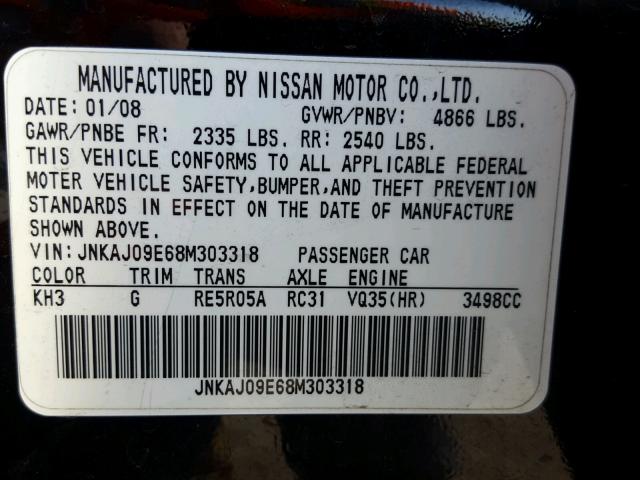 MANUFACTURED BY NISSAN MOTOR CO.,LTD.
DATE: 01/08 GVWR/PNBV: 4866 LBS.
GAWR/PNBE FR: 2335 LBS. RR: 2540 LBS.
THIS VEHICLE CONFORMS TO ALL APPLICABLE FEDERAL
MOTER VEHICLE SAFETY,BUMPER,AND THEFT PREVENTION
STANDARDS IN EFFECT ON THE DATE OF MANUFACTURE
SHOWN ABOVE.
VIN:JNKAJ09E68M303318 PASSENGER CAR
COLOR TRIM TRANS AXLE ENGINE
KH3 G RE5R05A RC31 VQ35(HR) 3498CC
JNKAJ09E68M303318